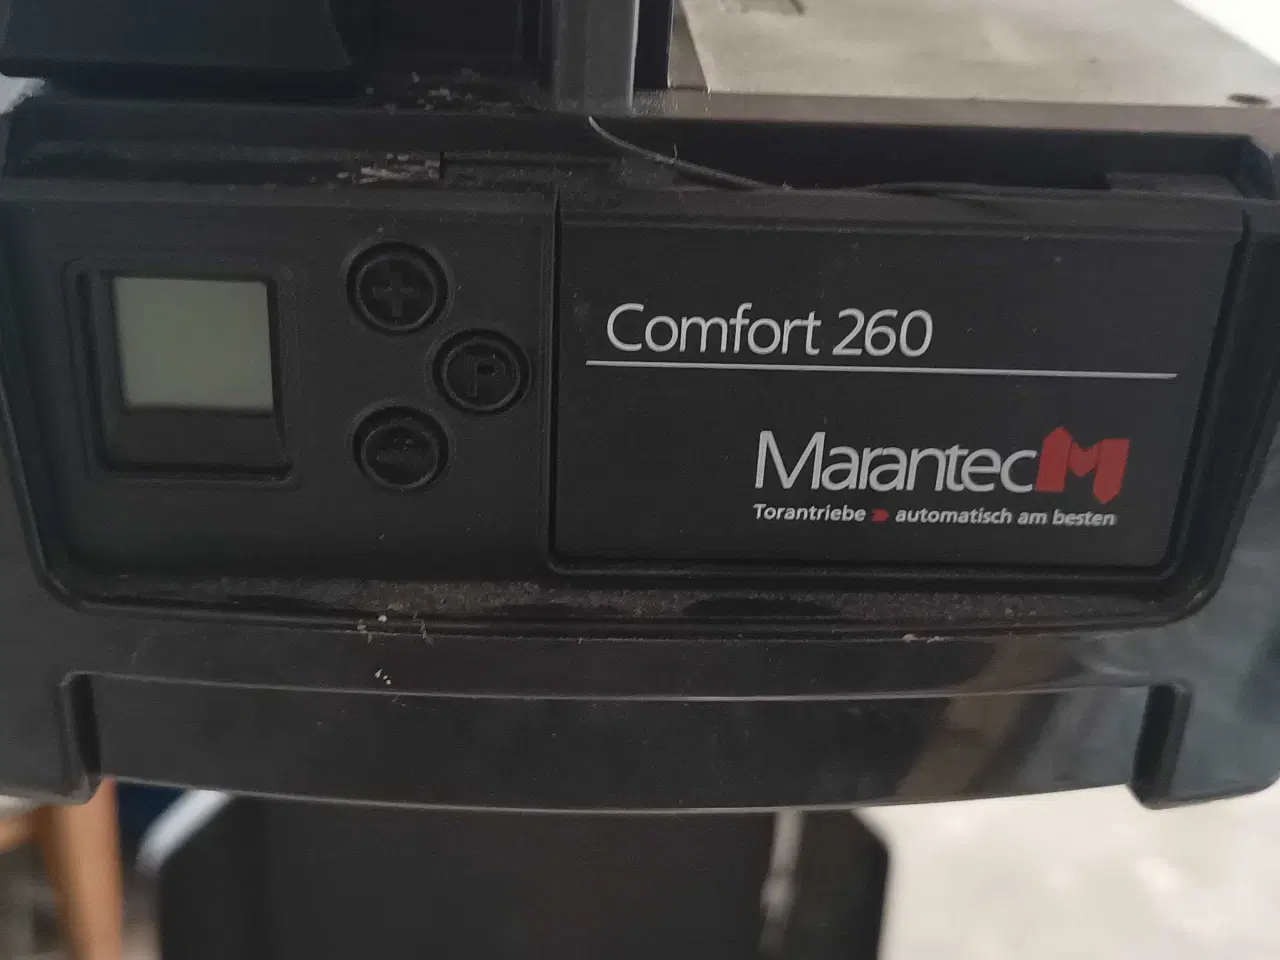 +
P
-
Comfort 260
Marantec
Torantriebe automatisch am besten